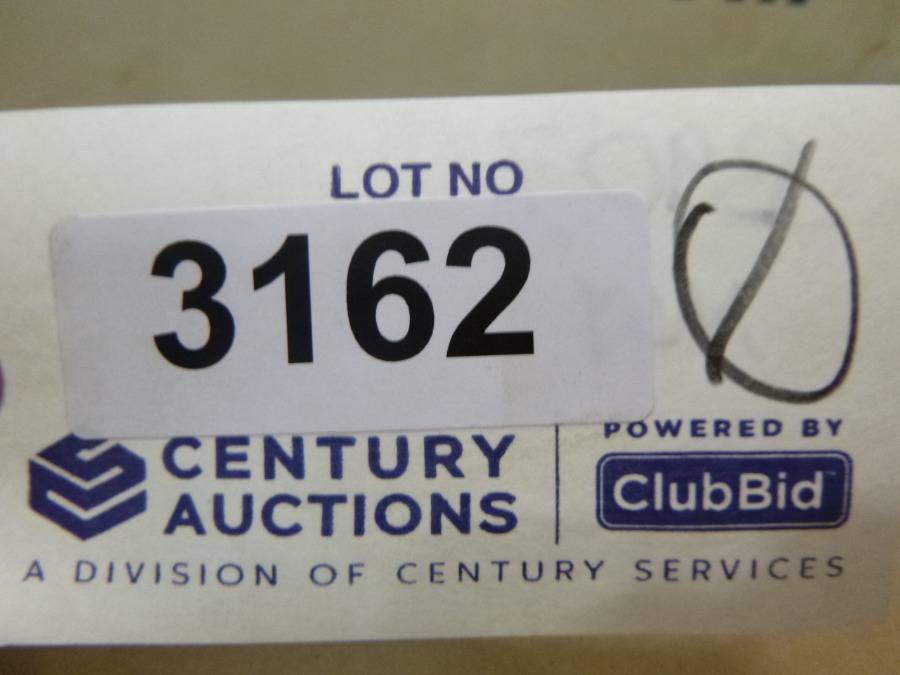 LOT NO
3162
CENTURY
AUCTIONS
POWERED BY
ClubBid
A DIVISION OF CENTURY SERVICES